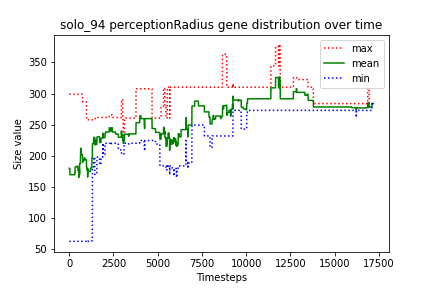 solo_94 perceptionRadius gene distribution over time
max
mean
min
Size value
350
300
250
200
150
100
50
0
2500
5000
7500
10000
12500
15000
17500
Timesteps